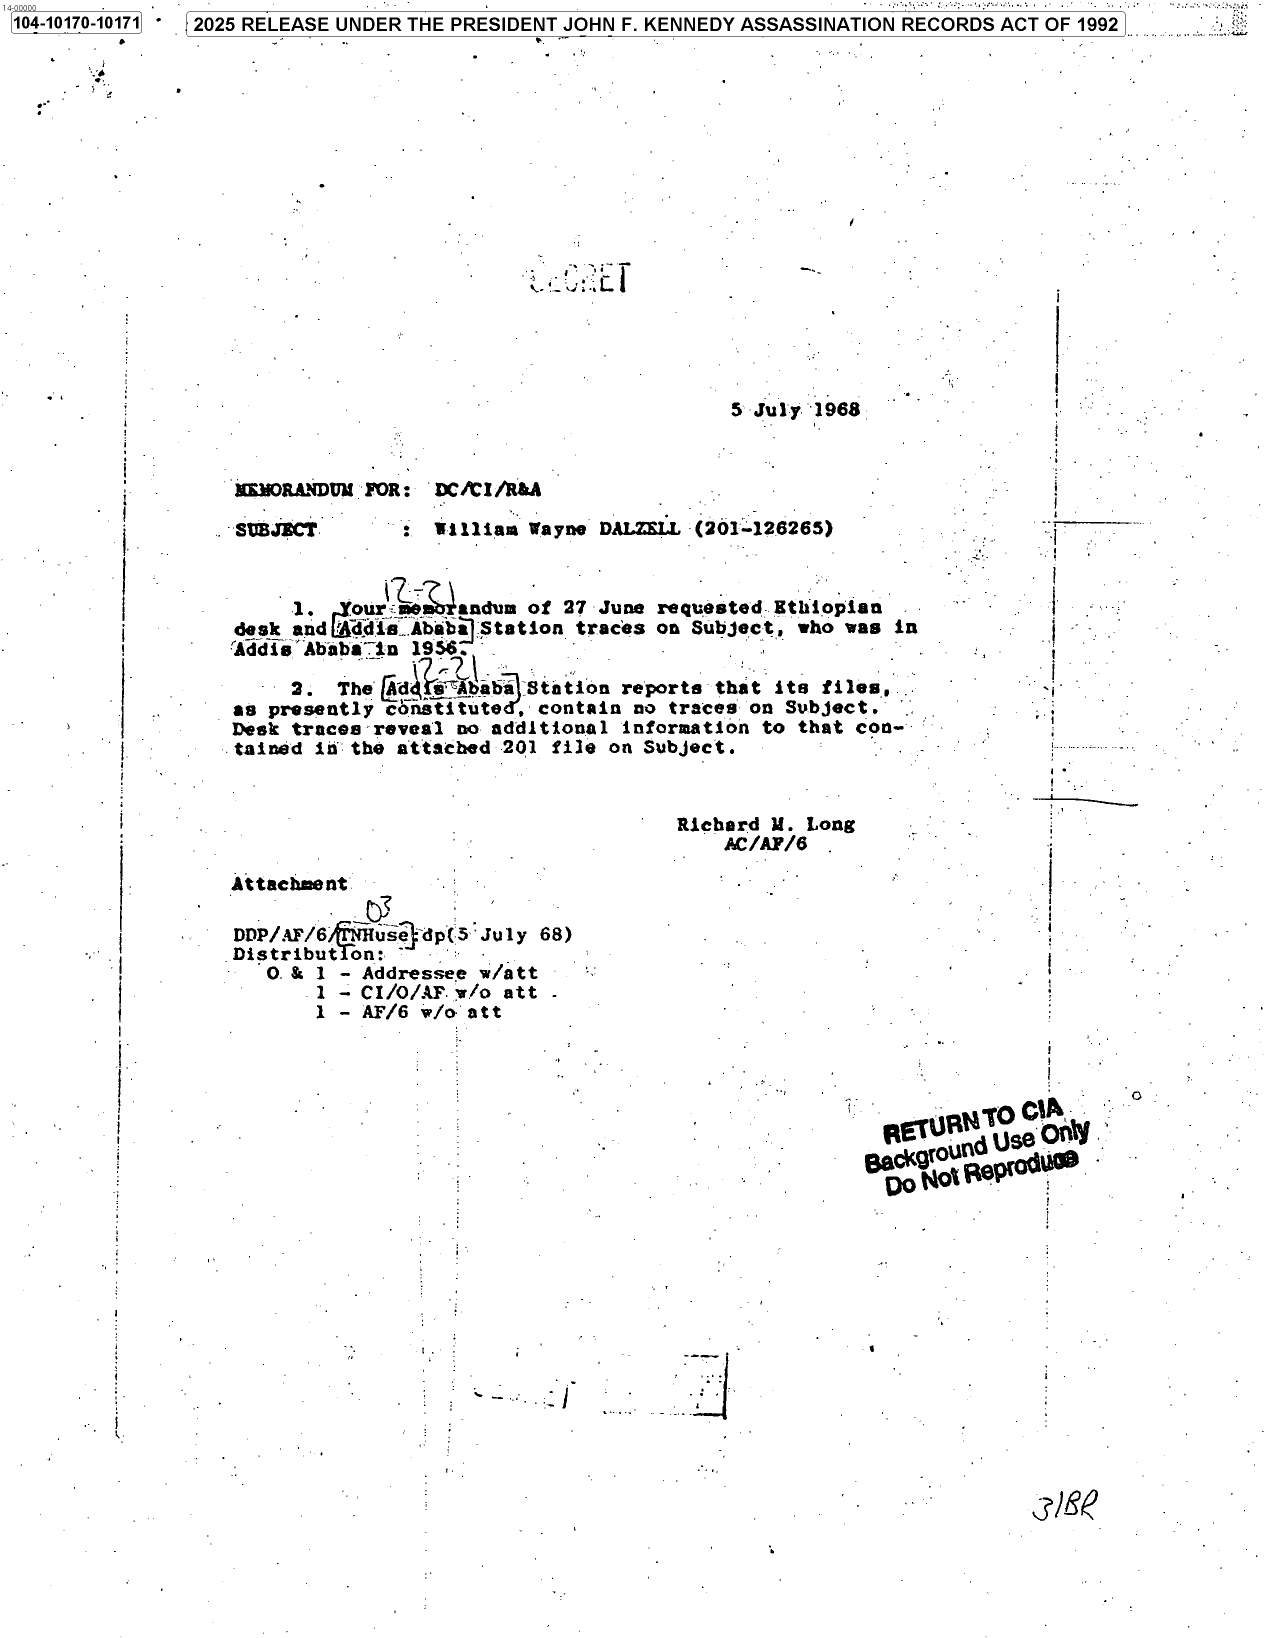 14-00000
104-10170-10171
2025 RELEASE UNDER THE PRESIDENT JOHN F. KENNEDY ASSASSINATION RECORDS ACT OF 1992
SECRET
5 July 1968
MEMORANDUM FOR: DC/CI/R&A
SUBJECT : William Wayne DALZELL (201-126265)
12-21
1. Your memorandum of 27 June requested Ethiopian
desk and [Addis Ababa] Station traces on Subject, who was in
Addis Ababa in 1956.
12-21
2. The [Addis Ababa] Station reports that its files,
as presently constituted, contain no traces on Subject.
Desk traces reveal no additional information to that con-
tained in the attached 201 file on Subject.
Richard M. Long
AC/AF/6
Attachment
03
DDP/AF/6/[TNHuse]:dp(5 July 68)
Distribution:
O & 1 - Addressee w/att
1 - CI/O/AF w/o att
1 - AF/6 w/o att
RETURN TO CIA
Background Use Only
Do Not Reproduce
31BR